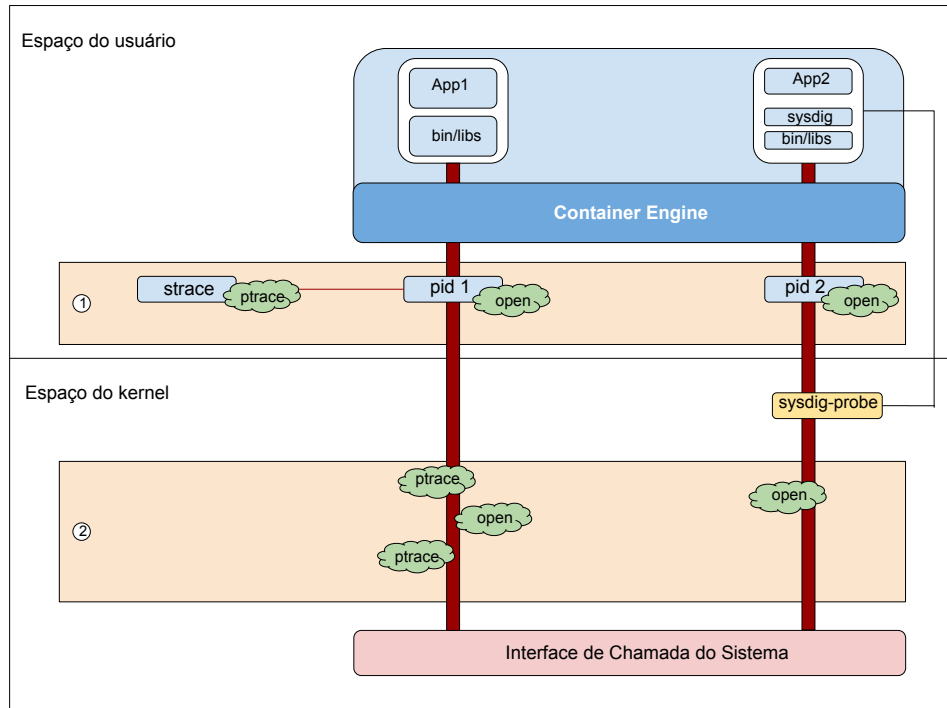 Espaço do usuário
App1
bin/libs
App2
sysdig
bin/libs
Container Engine
1
strace
ptrace
pid 1
open
pid 2
open
Espaço do kernel
sysdig-probe
2
ptrace
open
ptrace
open
Interface de Chamada do Sistema